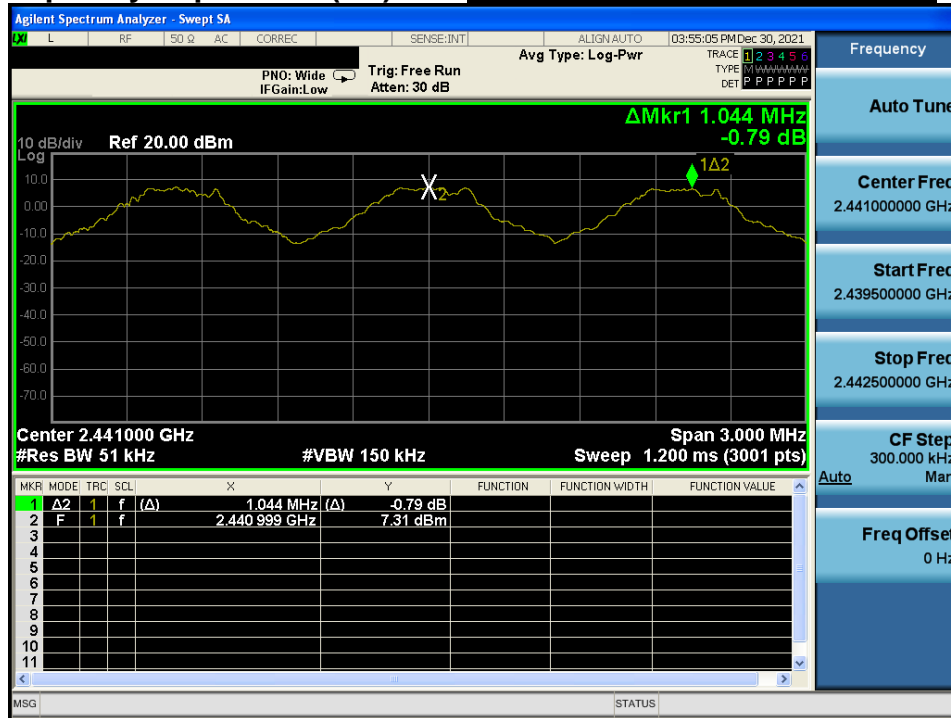 Agilent Spectrum Analyzer - Swept SA
LXI L RF 50 Ω AC CORREC SENSE:INT ALIGN AUTO 03:55:05 PM Dec 30, 2021
Avg Type: Log-Pwr
TRACE 1 2 3 4 5 6
TYPE M WWWWW
DET P P P P P P
PNO: Wide
IFGain:Low
Trig: Free Run
Atten: 30 dB
ΔMkr1 1.044 MHz
-0.79 dB
10 dB/div Ref 20.00 dBm
Log
1Δ2
10.0
X2
0.00
-10.0
-20.0
-30.0
-40.0
-50.0
-60.0
-70.0
Center 2.441000 GHz Span 3.000 MHz
#Res BW 51 kHz #VBW 150 kHz Sweep 1.200 ms (3001 pts)
MKR MODE TRC SCL X Y FUNCTION FUNCTION WIDTH FUNCTION VALUE
1 Δ2 1 f (Δ) 1.044 MHz (Δ) -0.79 dB
2 F 1 f 2.440 999 GHz 7.31 dBm
3
4
5
6
7
8
9
10
11
MSG STATUS
Frequency
Auto Tune
Center Freq
2.441000000 GHz
Start Freq
2.439500000 GHz
Stop Freq
2.442500000 GHz
CF Step
300.000 kHz
Auto Man
Freq Offset
0 Hz